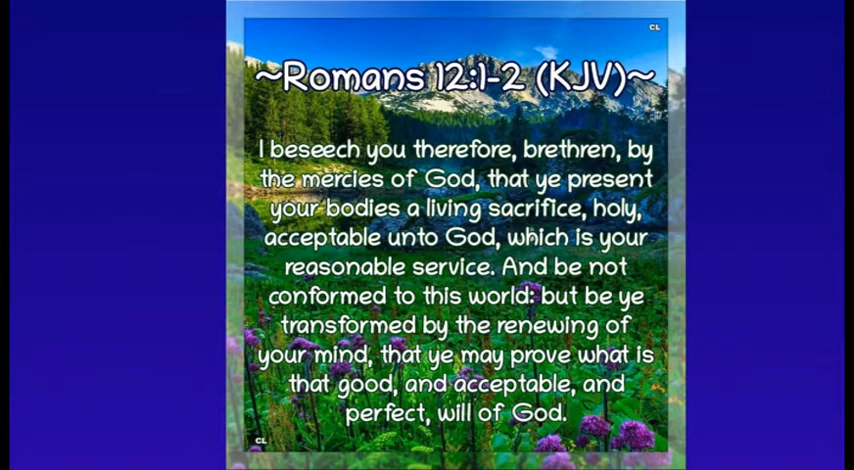 CL
~Romans 12:1-2 (KJV)~
I beseech you therefore, brethren, by
the mercies of God, that ye present
your bodies a living sacrifice, holy,
acceptable unto God, which is your
reasonable service. And be not
conformed to this world: but be ye
transformed by the renewing of
your mind, that ye may prove what is
that good, and acceptable, and
perfect, will of God.
CL